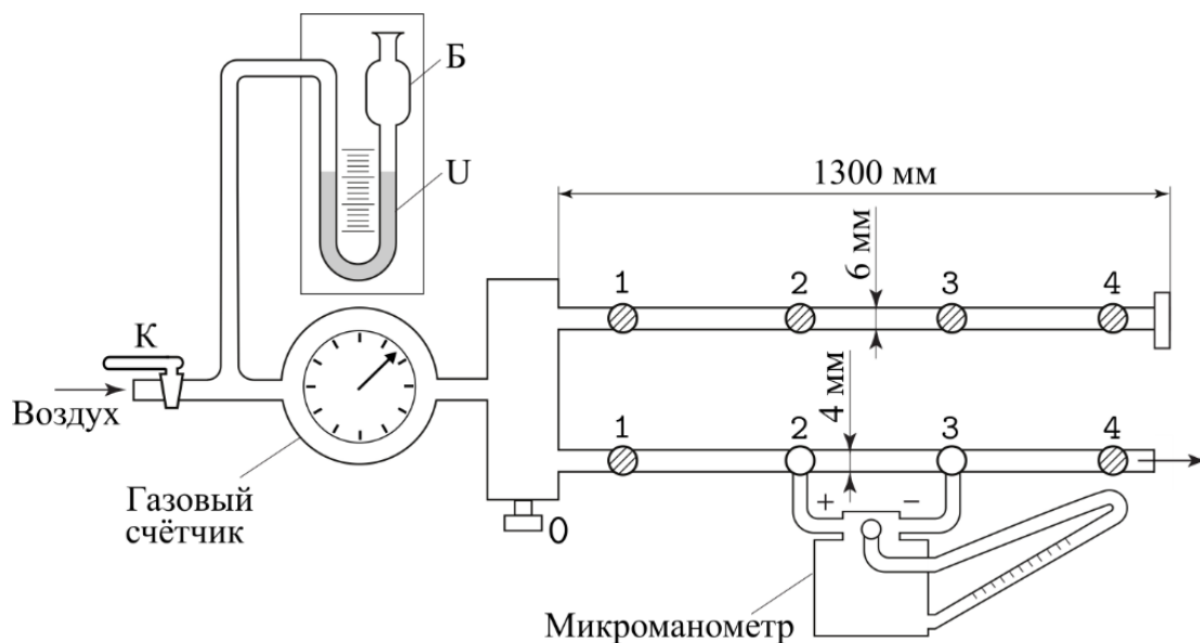 Б
U
1300 мм
6 мм
1
2
3
4
К
Воздух
4 мм
1
2
3
4
+
−
Газовый
счётчик
0
Микроманометр